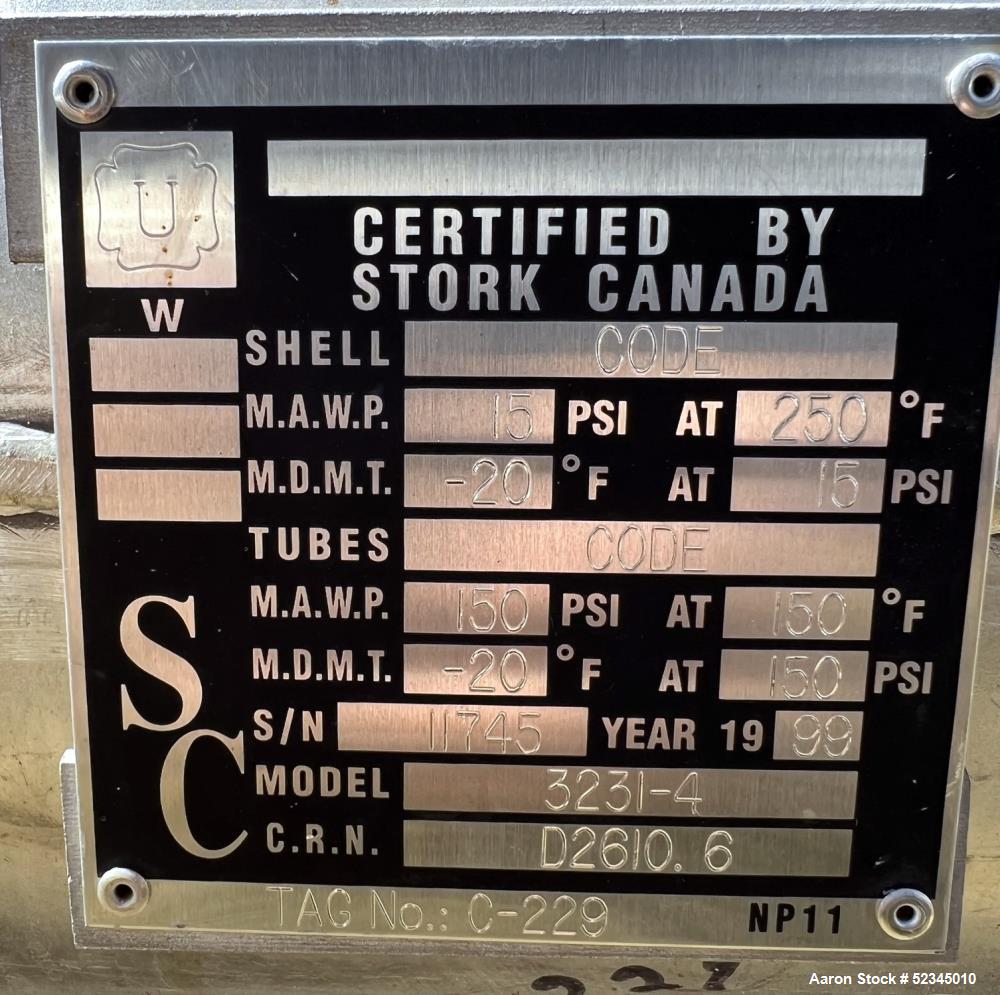 U
W
CERTIFIED BY
STORK CANADA
SHELL CODE
M.A.W.P. 15 PSI AT 250 °F
M.D.M.T. -20 °F AT 15 PSI
TUBES CODE
M.A.W.P. 150 PSI AT 150 °F
M.D.M.T. -20 °F AT 150 PSI
S/N 11745 YEAR 19 99
MODEL 3231-4
C.R.N. D2610.6
SC
TAG No.: C-229 NP11
Aaron Stock # 52345010